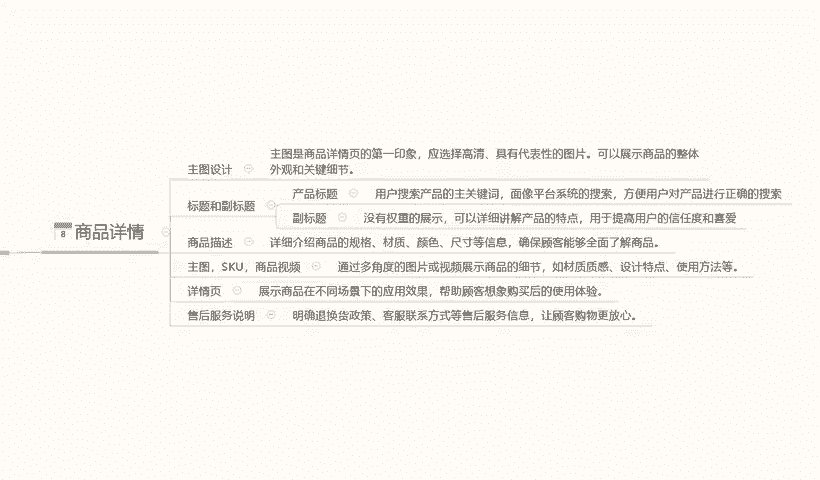 8 商品详情
主图设计
主图是商品详情页的第一印象，应选择高清、具有代表性的图片。可以展示商品的整体
外观和关键细节。
标题和副标题
产品标题
用户搜索产品的主关键词，面像平台系统的搜索，方便用户对产品进行正确的搜索
副标题
没有权重的展示，可以详细讲解产品的特点，用于提高用户的信任度和喜爱
商品描述
详细介绍商品的规格、材质、颜色、尺寸等信息，确保顾客能够全面了解商品。
主图，SKU，商品视频
通过多角度的图片或视频展示商品的细节，如材质质感、设计特点、使用方法等。
详情页
展示商品在不同场景下的应用效果，帮助顾客想象购买后的使用体验。
售后服务说明
明确退换货政策、客服联系方式等售后服务信息，让顾客购物更放心。